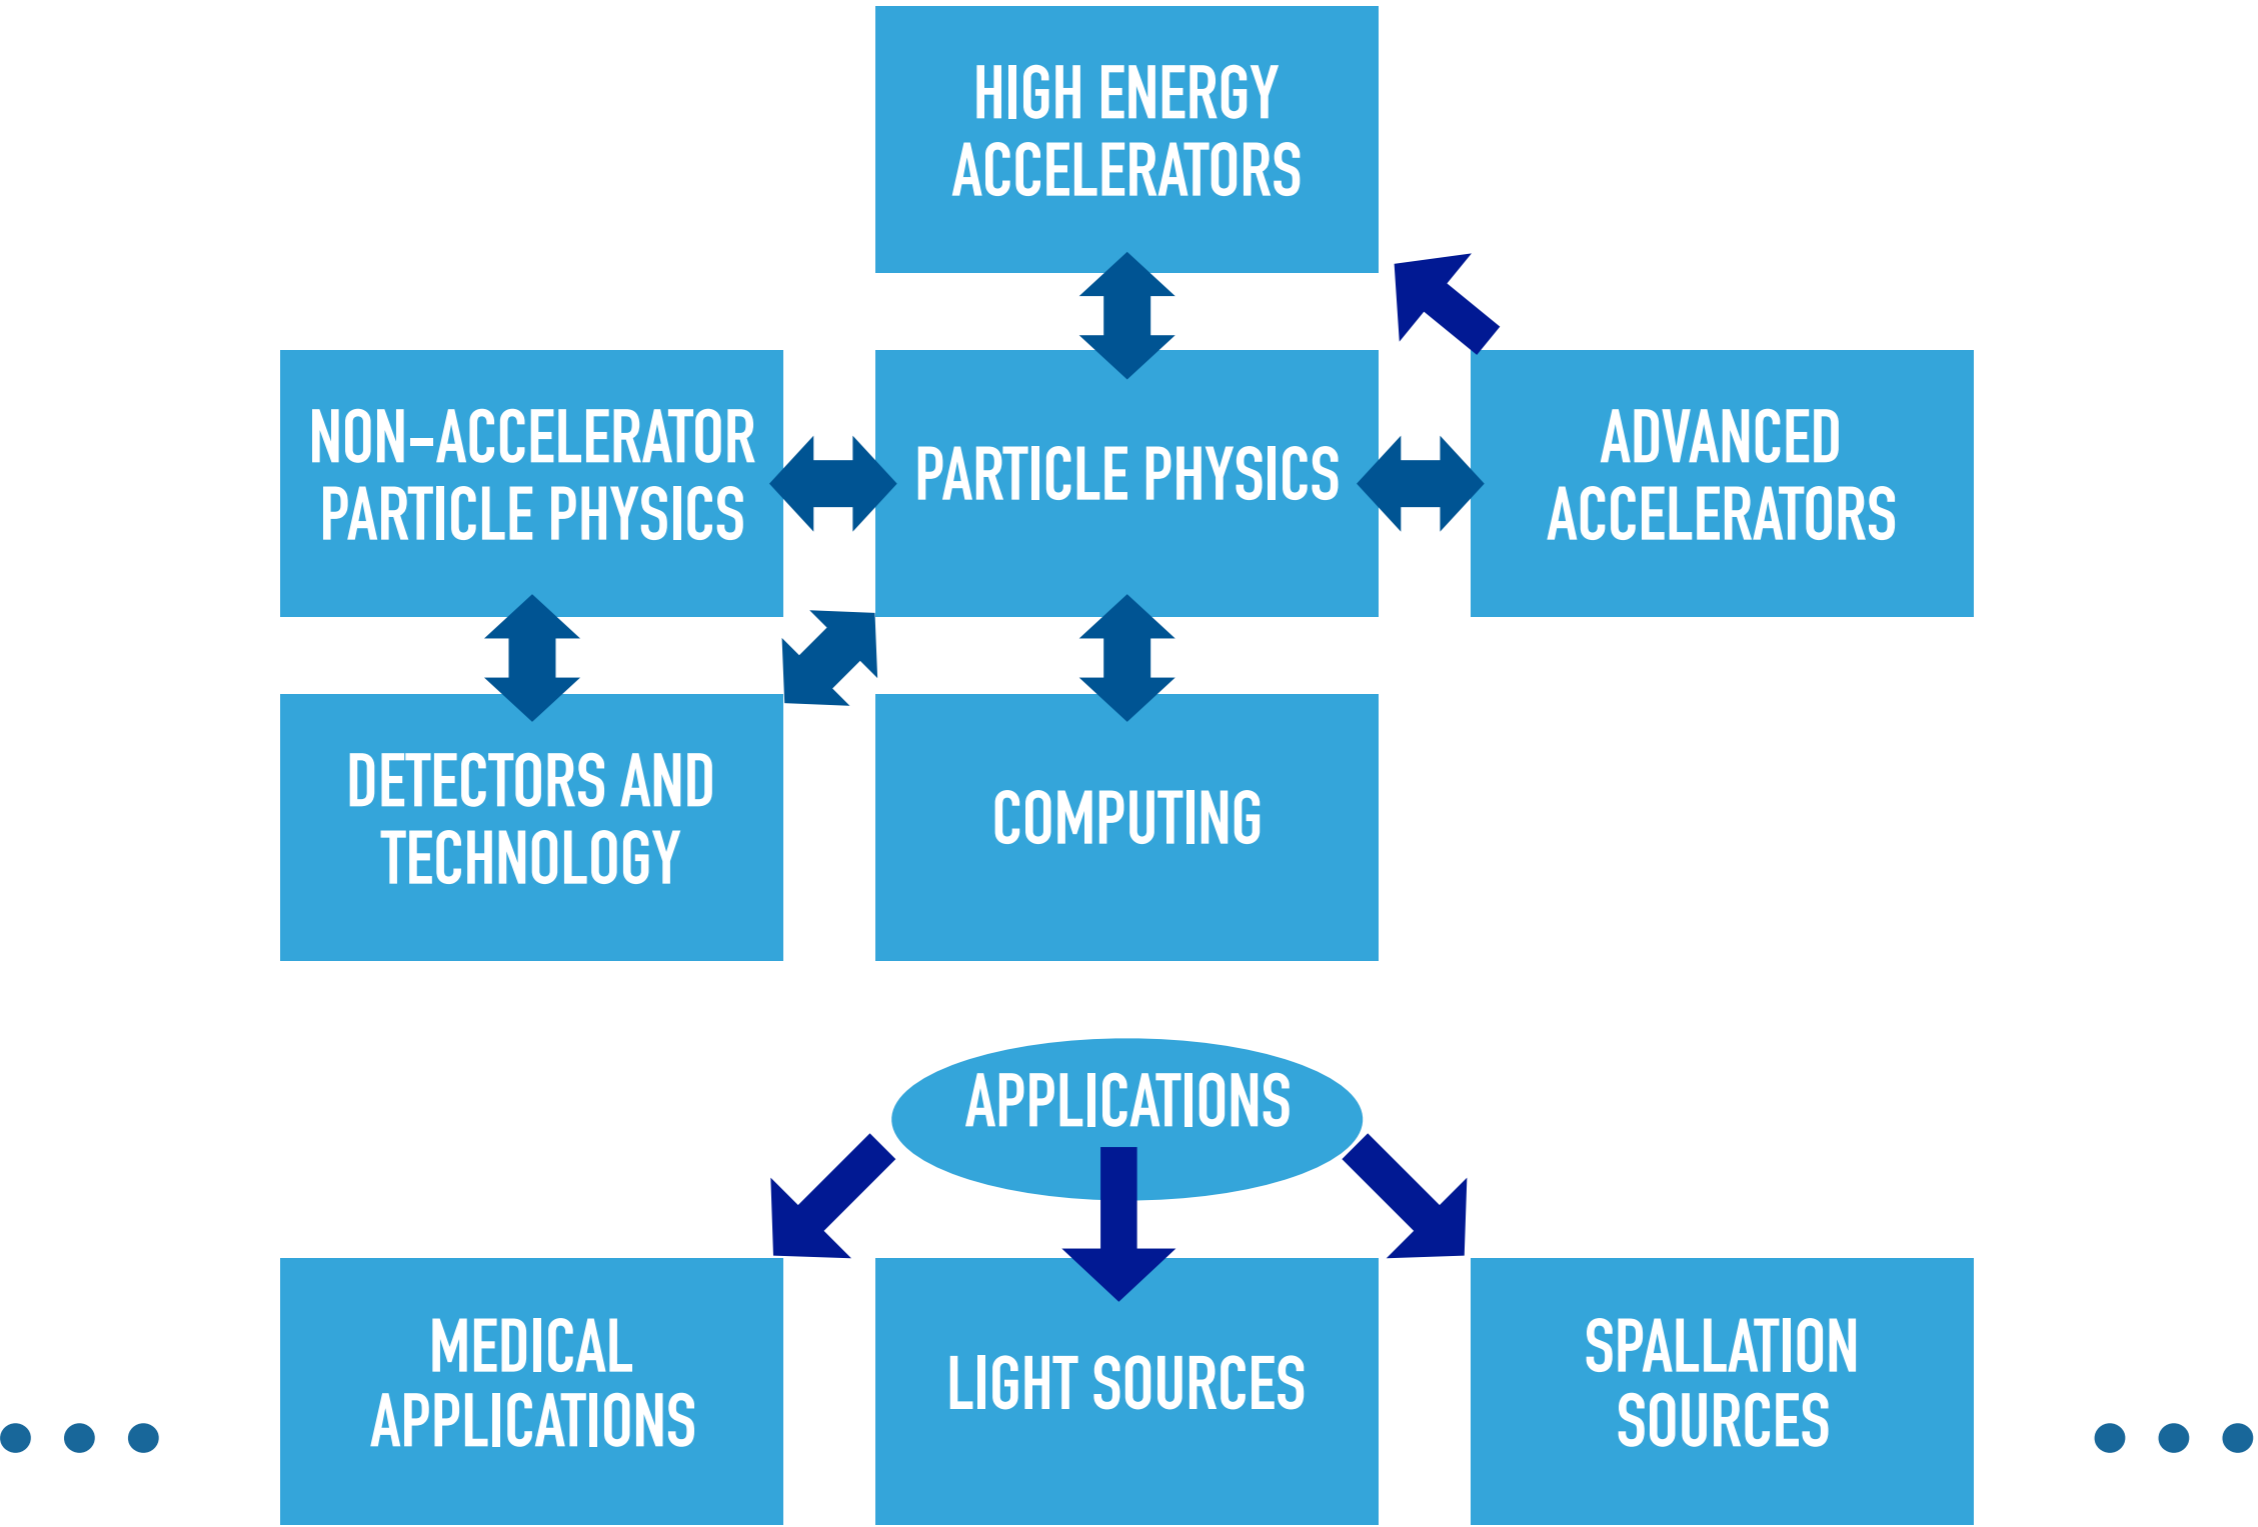 HIGH ENERGY
ACCELERATORS
NON-ACCELERATOR
PARTICLE PHYSICS
PARTICLE PHYSICS
ADVANCED
ACCELERATORS
DETECTORS AND
TECHNOLOGY
COMPUTING
APPLICATIONS
MEDICAL
APPLICATIONS
LIGHT SOURCES
SPALLATION
SOURCES